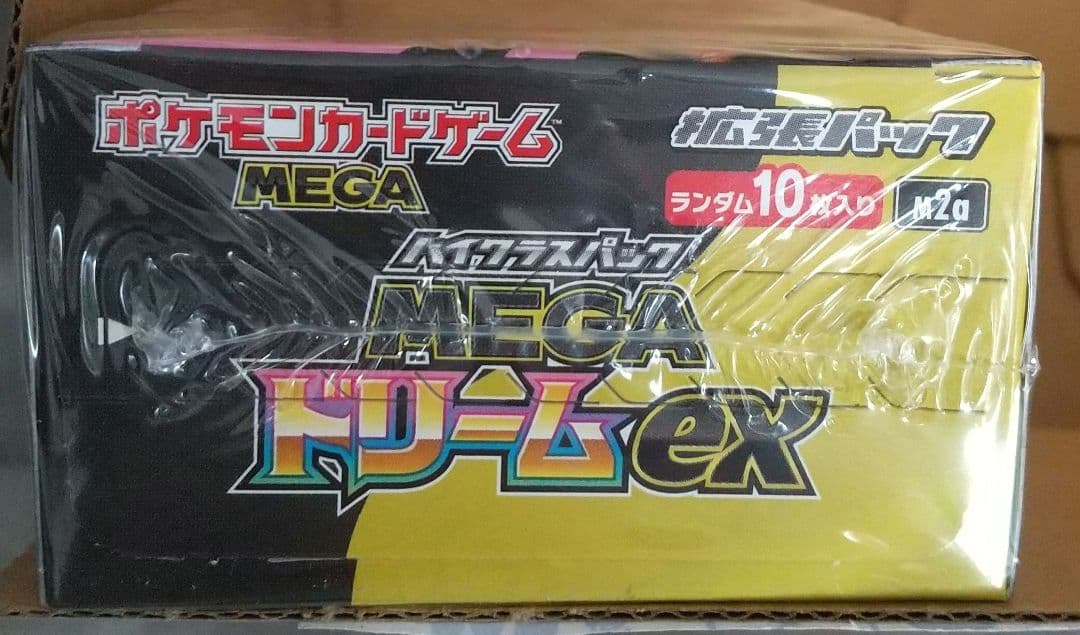 ポケモンカードゲーム™
MEGA
拡張パック
ランダム10枚入り
M2a
ハイクラスパック
MEGA
ドリームex